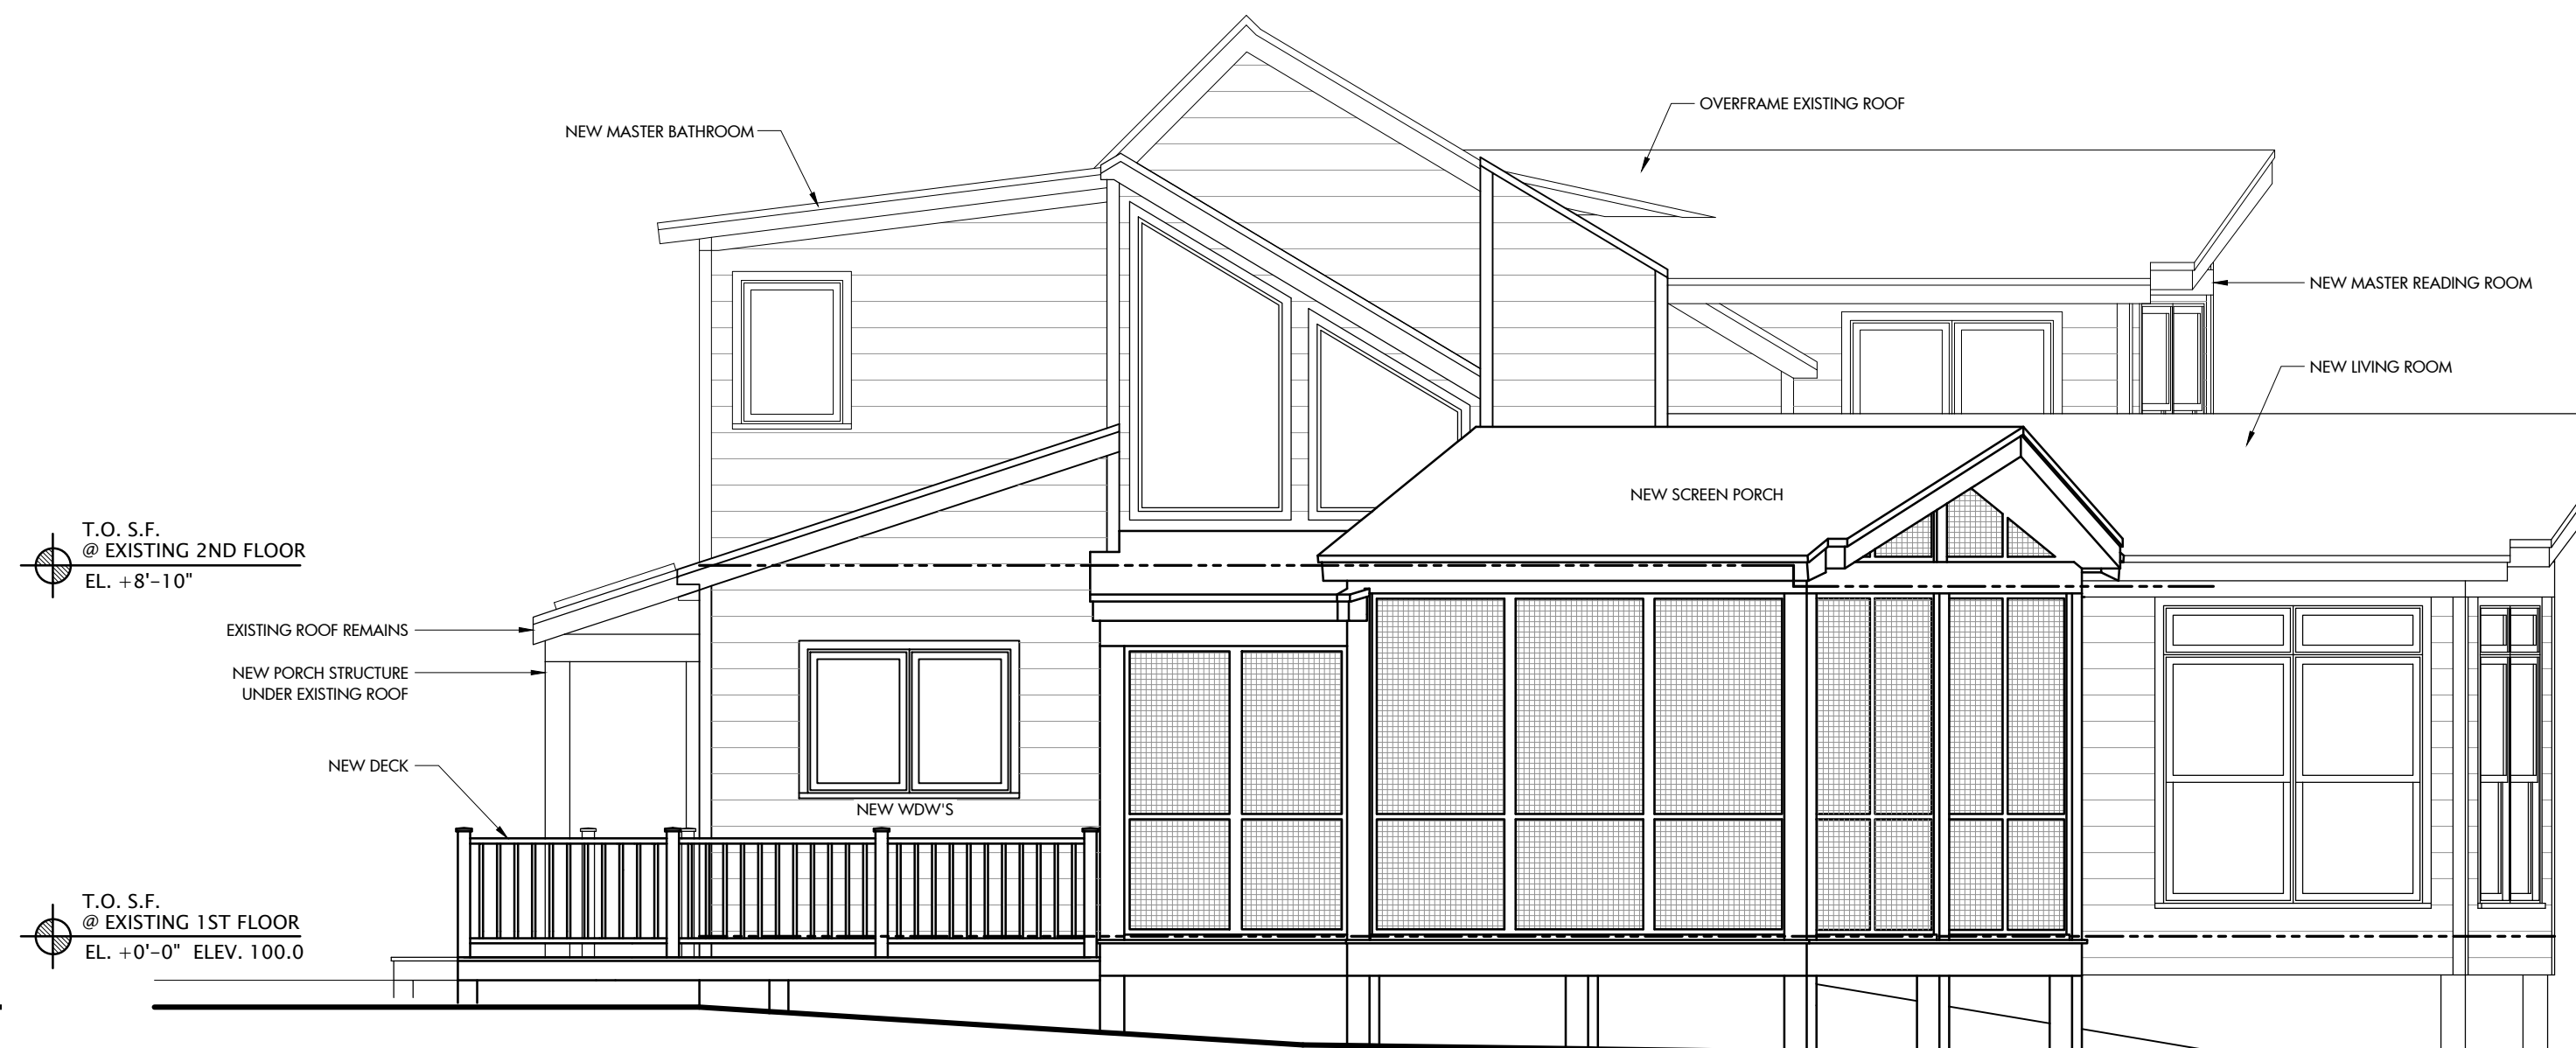 OVERFRAME EXISTING ROOF
NEW MASTER BATHROOM
NEW MASTER READING ROOM
NEW LIVING ROOM
NEW SCREEN PORCH
T.O. S.F.
@ EXISTING 2ND FLOOR
EL. +8'-10"
EXISTING ROOF REMAINS
NEW PORCH STRUCTURE
UNDER EXISTING ROOF
NEW DECK
NEW WDW'S
T.O. S.F.
@ EXISTING 1ST FLOOR
EL. +0'-0" ELEV. 100.0